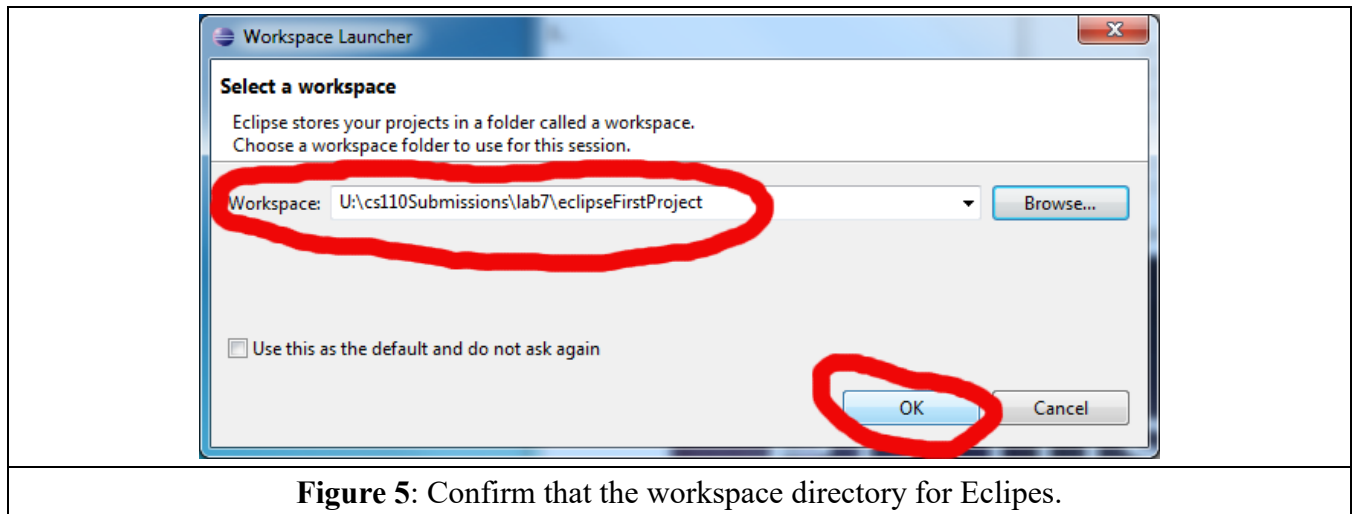 Workspace Launcher
Select a workspace
Eclipse stores your projects in a folder called a workspace.
Choose a workspace folder to use for this session.
Workspace: U:\cs110Submissions\lab7\eclipseFirstProject Browse...
Use this as the default and do not ask again
OK Cancel
Figure 5: Confirm that the workspace directory for Eclipes.